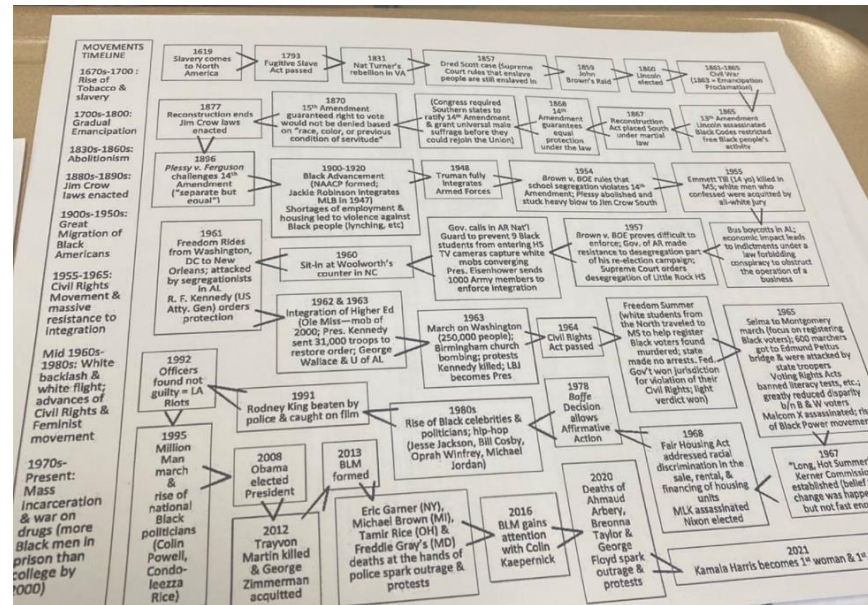 MOVEMENTS
TIMELINE
1670s-1700 :
Rise of
Tobacco &
slavery
1700s-1800:
Gradual
Emancipation
1830s-1860s:
Abolitionism
1880s-1890s:
Jim Crow
laws enacted
1900s-1950s:
Great
Migration of
Black
Americans
1955-1965:
Civil Rights
Movement &
massive
resistance to
integration
Mid 1960s-
1980s: White
backlash &
white flight;
advances of
Civil Rights &
Feminist
movement
1970s-
Present:
Mass
incarceration
& war on
drugs (more
Black men in
prison than
college by
2000)
1619
Slavery comes
to North
America
1793
Fugitive Slave
Act passed
1831
Nat Turner's
rebellion in VA
1857
Dred Scott case (Supreme
Court rules that enslave
people are still enslaved in
1859
John
Brown's Raid
1860
Lincoln
elected
1861-1865
Civil War
(1863 = Emancipation
Proclamation)
1865
13th Amendment
Lincoln assassinated
Black Codes restricted
free Black people's
activity
1867
Reconstruction
Act placed South
under martial
law
1868
14th
Amendment
guarantees
equal
protection
under the law
(Congress required
Southern states to
ratify 14th Amendment
& grant universal male
suffrage before they
could rejoin the Union)
1870
15th Amendment
guaranteed right to vote
would not be denied based
on "race, color, or previous
condition of servitude"
1877
Reconstruction ends
Jim Crow laws
enacted
1896
Plessy v. Ferguson
challenges 14th
Amendment
("separate but
equal")
1900-1920
Black Advancement
(NAACP formed;
Jackie Robinson integrates
MLB in 1947)
Shortages of employment &
housing led to violence against
Black people (lynching, etc)
1948
Truman fully
integrates
Armed Forces
1954
Brown v. BOE rules that
school segregation violates 14th
Amendment; Plessy abolished and
stuck heavy blow to Jim Crow South
1955
Emmett Till (14 yo) killed in
MS; white men who
confessed were acquitted by
all-white jury
Bus boycotts in AL;
economic impact leads
to indictments under a
law forbidding
conspiracy to obstruct
the operation of a
business
1957
Brown v. BOE proves difficult to
enforce; Gov. of AR made
resistance to desegregation part
of his re-election campaign;
Supreme Court orders
desegregation of Little Rock HS
Gov. calls in AR Nat'l
Guard to prevent 9 Black
students from entering HS
TV cameras capture white
mobs converging
Pres. Eisenhower sends
1000 Army members to
enforce integration
1960
Sit-in at Woolworth's
counter in NC
1961
Freedom Rides
from Washington,
DC to New
Orleans; attacked
by segregationists
in AL
R. F. Kennedy (US
Atty. Gen) orders
protection
1962 & 1963
Integration of Higher Ed
(Ole Miss—mob of
2000; Pres. Kennedy
sent 31,000 troops to
restore order; George
Wallace & U of AL
1963
March on Washington
(250,000 people);
Birmingham church
bombing; protests
Kennedy killed; LBJ
becomes Pres
1964
Civil Rights
Act passed
Freedom Summer
(white students from
the North traveled to
MS to help register
Black voters found
murdered; state
made no arrests. Fed.
Gov't won jurisdiction
for violation of their
Civil Rights; light
verdict won)
1965
Selma to Montgomery
march (focus on registering
Black voters); 600 marchers
got to Edmund Pettus
bridge & were attacked by
state troopers
Voting Rights Acts
banned literacy tests, etc.,
greatly reduced disparity
b/n B & W voters
Malcom X assassinated; ris
of Black Power movemen
1967
"Long, Hot Summer"
Kerner Commissio
established (belief
change was happen
but not fast eno
1968
Fair Housing Act
addressed racial
discrimination in the
sale, rental, &
financing of housing
units
MLK assassinated
Nixon elected
1978
Baffe
Decision
allows
Affirmative
Action
1980s
Rise of Black celebrities &
politicians; hip-hop
(Jesse Jackson, Bill Cosby,
Oprah Winfrey, Michael
Jordan)
1991
Rodney King beaten by
police & caught on film
1992
Officers
found not
guilty = LA
Riots
1995
Million
Man
march
&
rise of
national
Black
politicians
(Colin
Powell,
Condo-
leezza
Rice)
2008
Obama
elected
President
2012
Trayvon
Martin killed
& George
Zimmerman
acquitted
2013
BLM
formed
Eric Garner (NY),
Michael Brown (MI),
Tamir Rice (OH) &
Freddie Gray's (MD)
deaths at the hands of
police spark outrage &
protests
2016
BLM gains
attention
with Colin
Kaepernick
2020
Deaths of
Ahmaud
Arbery,
Breonna
Taylor &
George
Floyd spark
outrage &
protests
2021
Kamala Harris becomes 1st woman & 1st